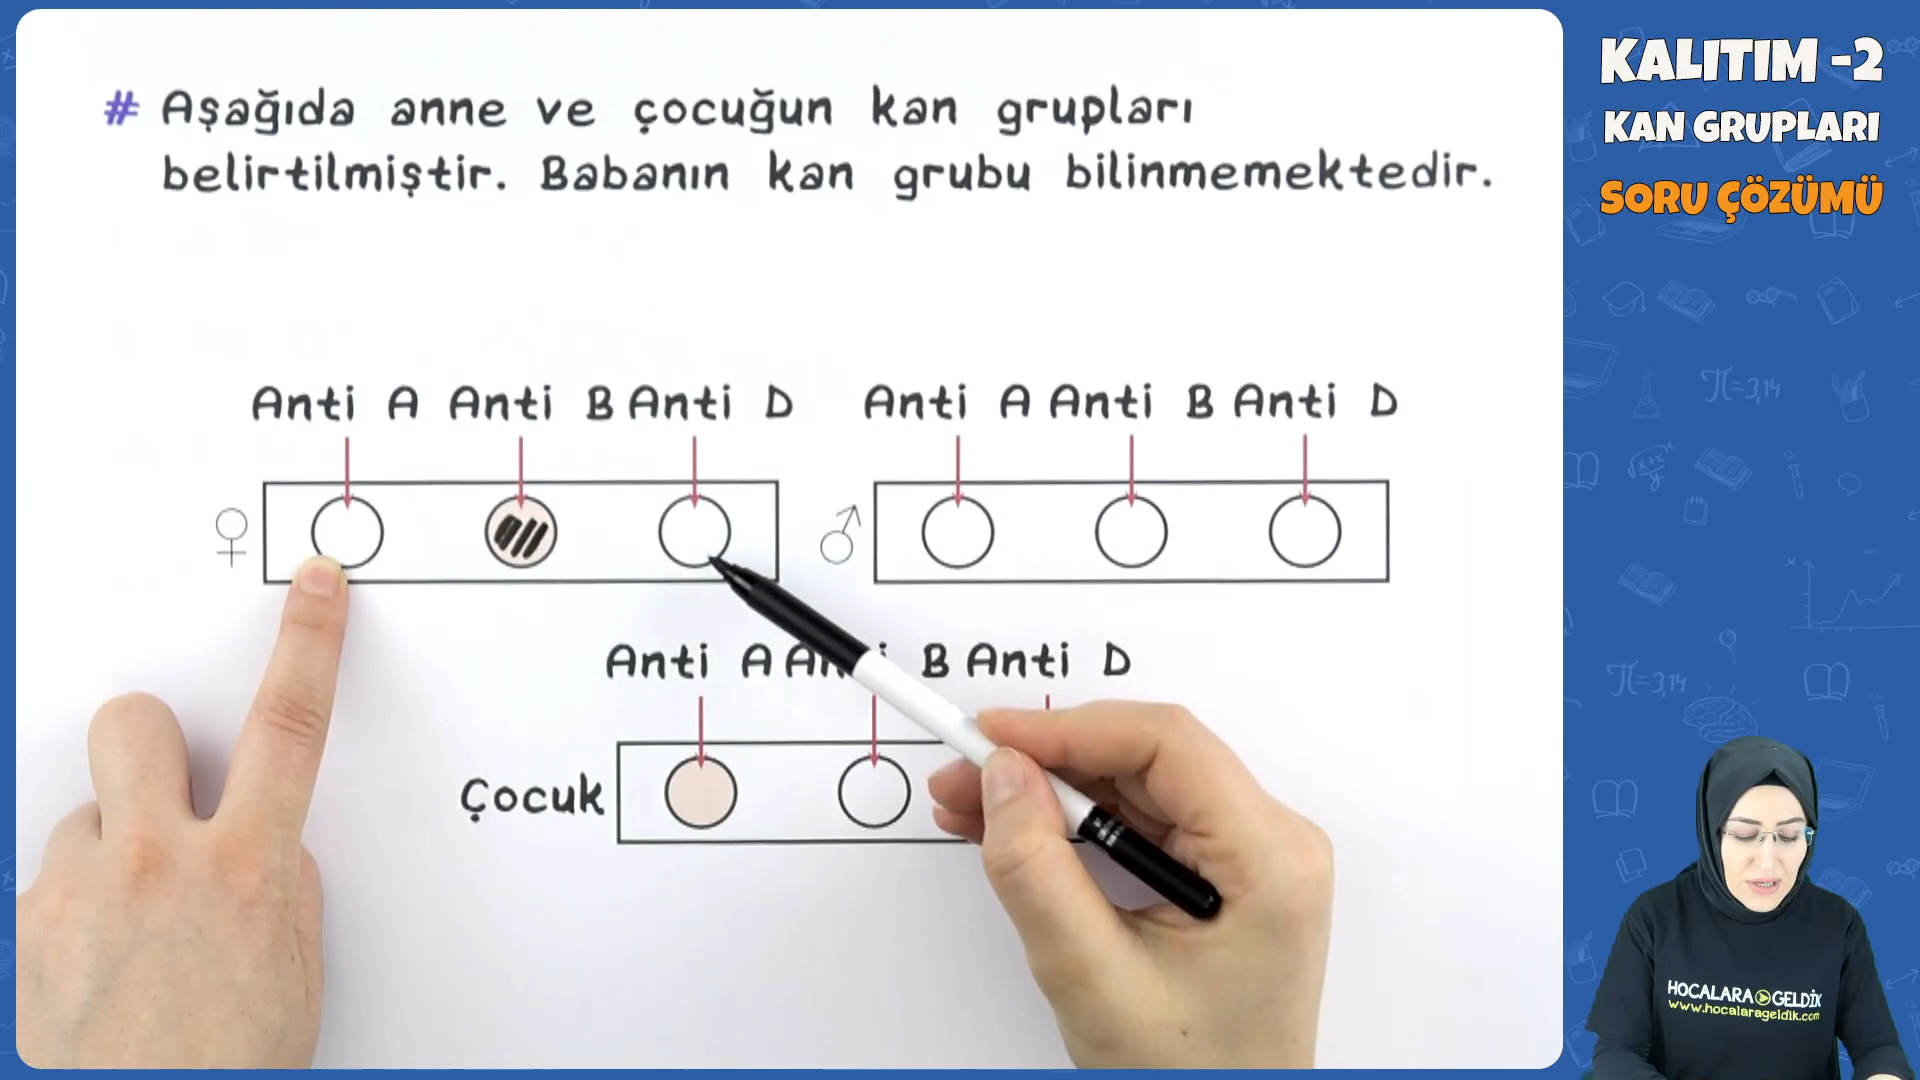 # Aşağıda anne ve çocuğun kan grupları
belirtilmiştir. Babanın kan grubu bilinmemektedir.
Anti A Anti B Anti D
Anti A Anti B Anti D
Anti A B Anti D
Çocuk
KALITIM -2
KAN GRUPLARI
SORU ÇÖZÜMÜ
HOCALARA GELDİK
www.hocalarageldik.com